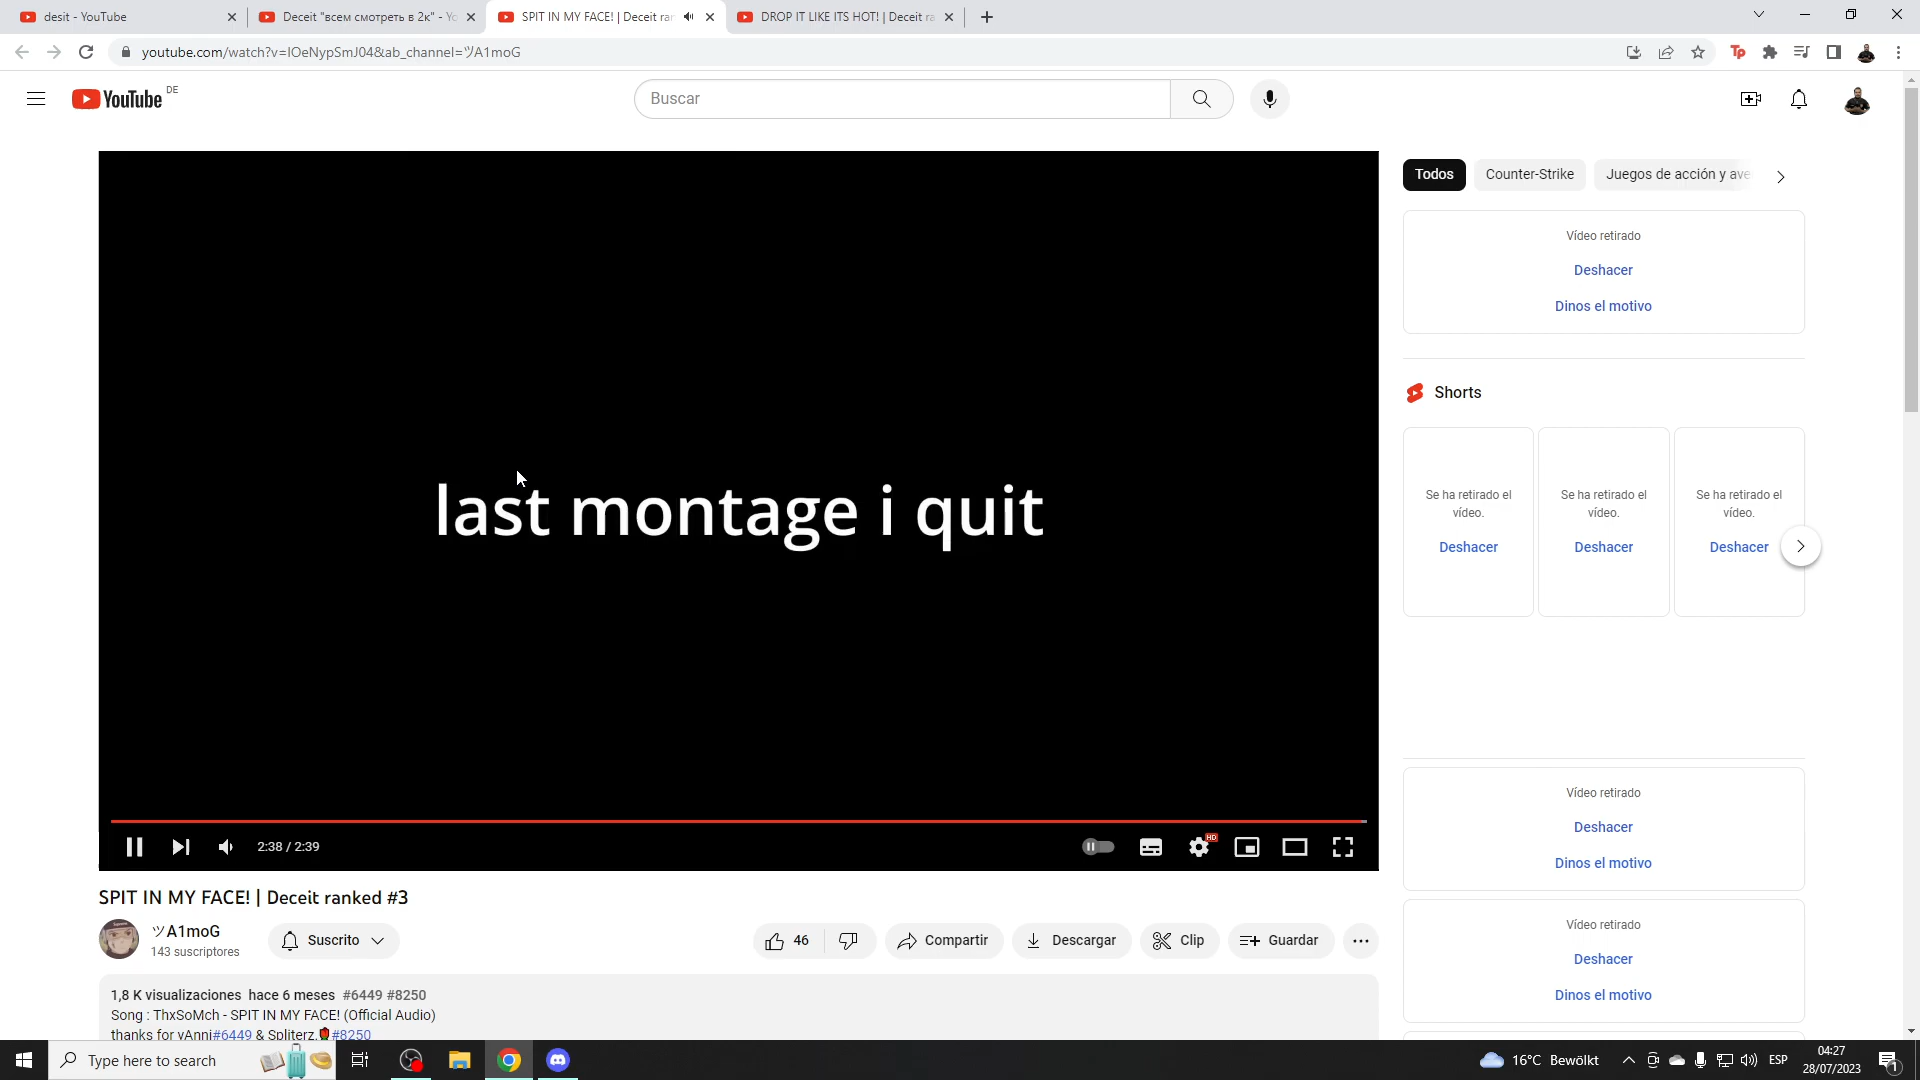 desit - YouTube
Deceit "всем смотреть в 2к" - Yo
SPIT IN MY FACE! | Deceit ran
DROP IT LIKE ITS HOT! | Deceit ra
youtube.com/watch?v=IOeNypSmJ04&ab_channel=ツA1moG
Tp
YouTube DE
Buscar
last montage i quit
2:38 / 2:39
HD
SPIT IN MY FACE! | Deceit ranked #3
ツA1moG
143 suscriptores
Suscrito
46
Compartir
Descargar
Clip
Guardar
1,8 K visualizaciones hace 6 meses #6449 #8250
Song : ThxSoMch - SPIT IN MY FACE! (Official Audio)
thanks for vAnni#6449 & Spliterz.🌹#8250
Todos
Counter-Strike
Juegos de acción y ave
Vídeo retirado
Deshacer
Dinos el motivo
Shorts
Se ha retirado el
vídeo.
Deshacer
Se ha retirado el
vídeo.
Deshacer
Se ha retirado el
vídeo.
Deshacer
Vídeo retirado
Deshacer
Dinos el motivo
Vídeo retirado
Deshacer
Dinos el motivo
Type here to search
16°C Bewölkt
ESP
04:27
28/07/2023
1